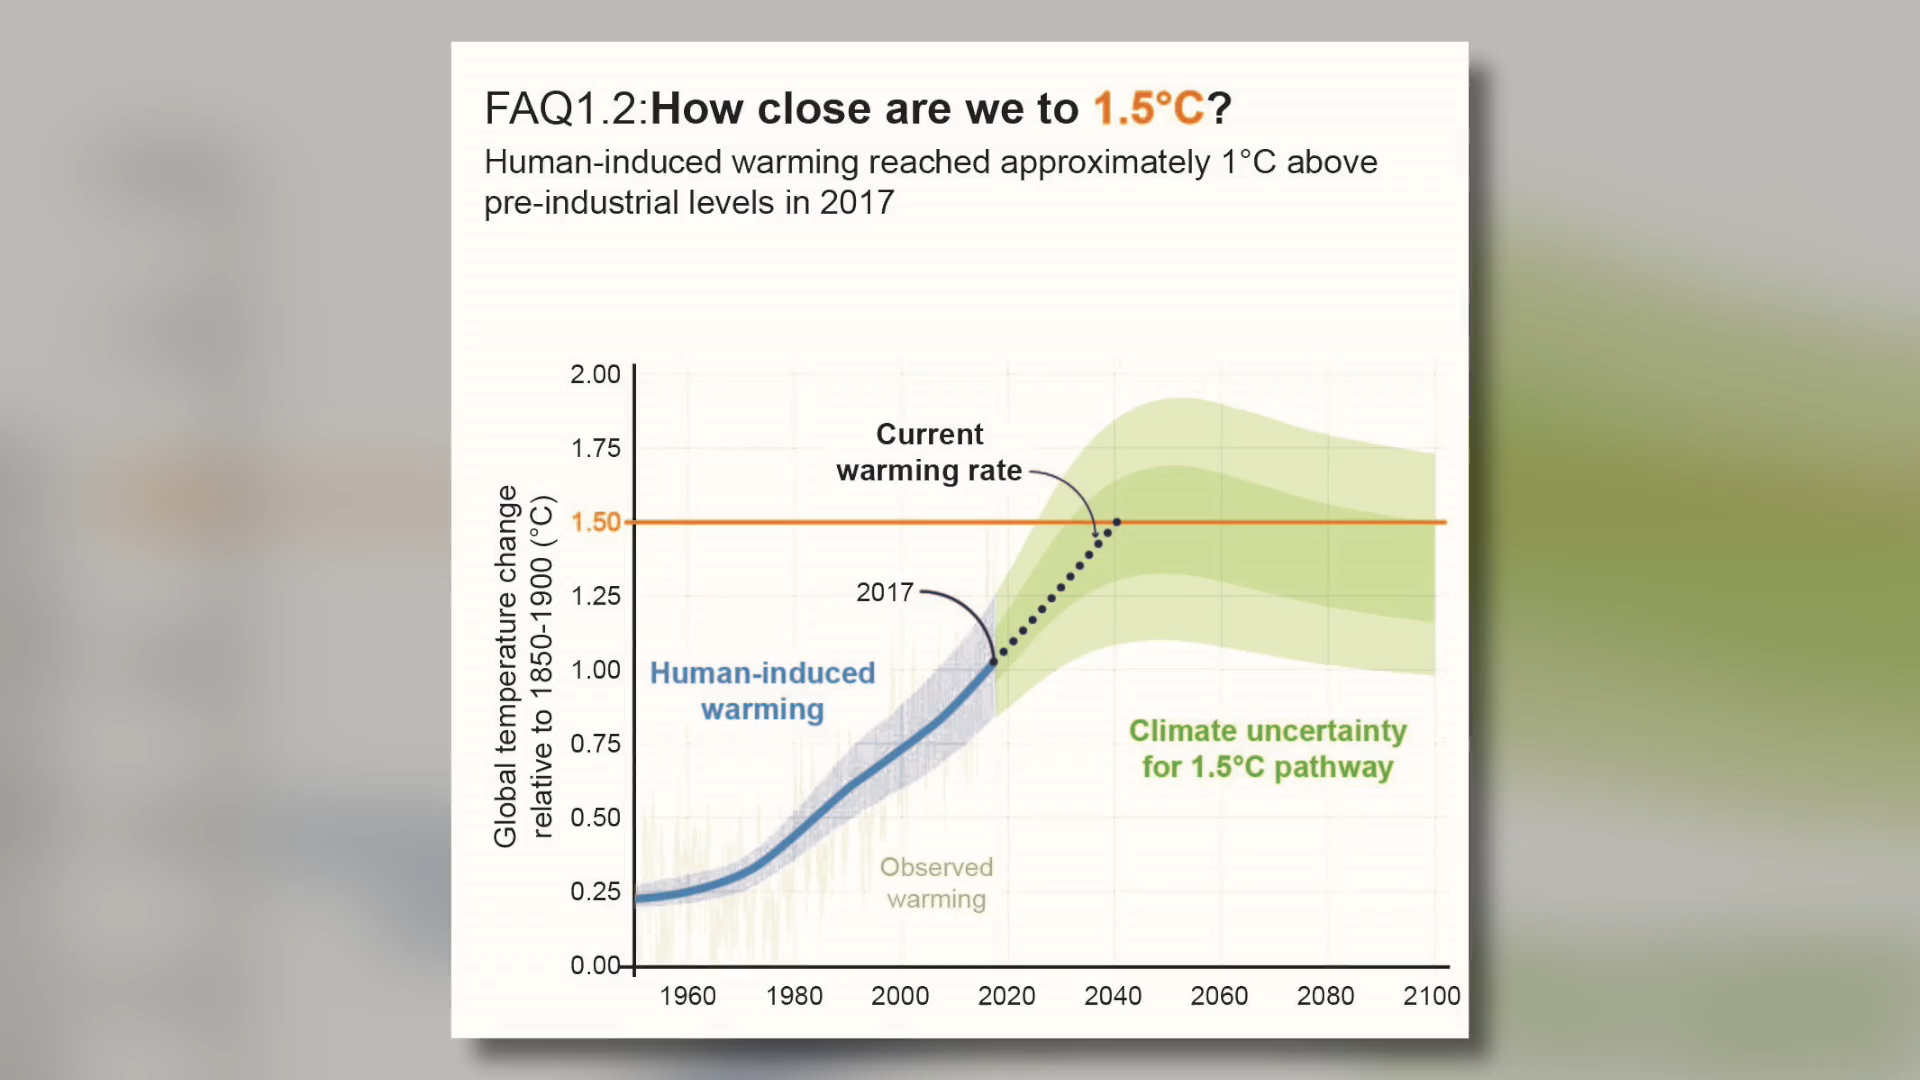 FAQ1.2:How close are we to 1.5°C?
Human-induced warming reached approximately 1°C above
pre-industrial levels in 2017
Global temperature change
relative to 1850-1900 (°C)
2.00
1.75
1.50
1.25
1.00
0.75
0.50
0.25
0.00
Current
warming rate
2017
Human-induced
warming
Climate uncertainty
for 1.5°C pathway
Observed
warming
1960 1980 2000 2020 2040 2060 2080 2100